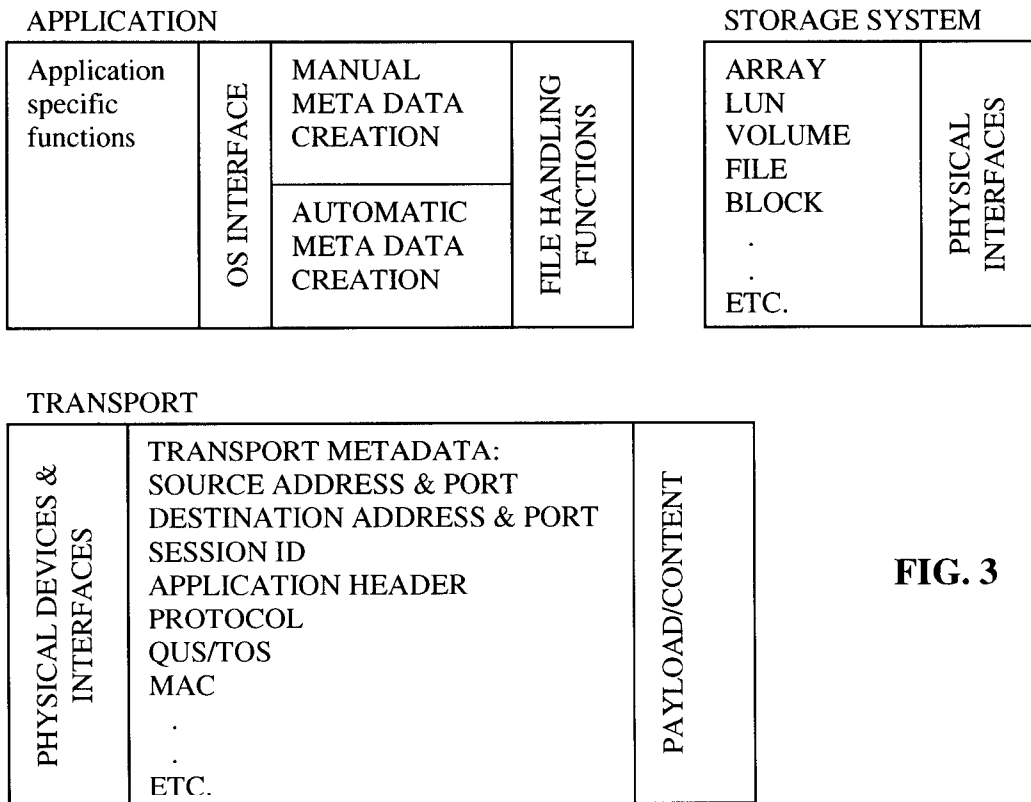 APPLICATION
Application
specific
functions
OS INTERFACE
MANUAL
META DATA
CREATION
AUTOMATIC
META DATA
CREATION
FILE HANDLING
FUNCTIONS
STORAGE SYSTEM
ARRAY
LUN
VOLUME
FILE
BLOCK
.
.
ETC.
PHYSICAL
INTERFACES
TRANSPORT
PHYSICAL DEVICES &
INTERFACES
TRANSPORT METADATA:
SOURCE ADDRESS & PORT
DESTINATION ADDRESS & PORT
SESSION ID
APPLICATION HEADER
PROTOCOL
QUS/TOS
MAC
.
.
ETC.
PAYLOAD/CONTENT
FIG. 3